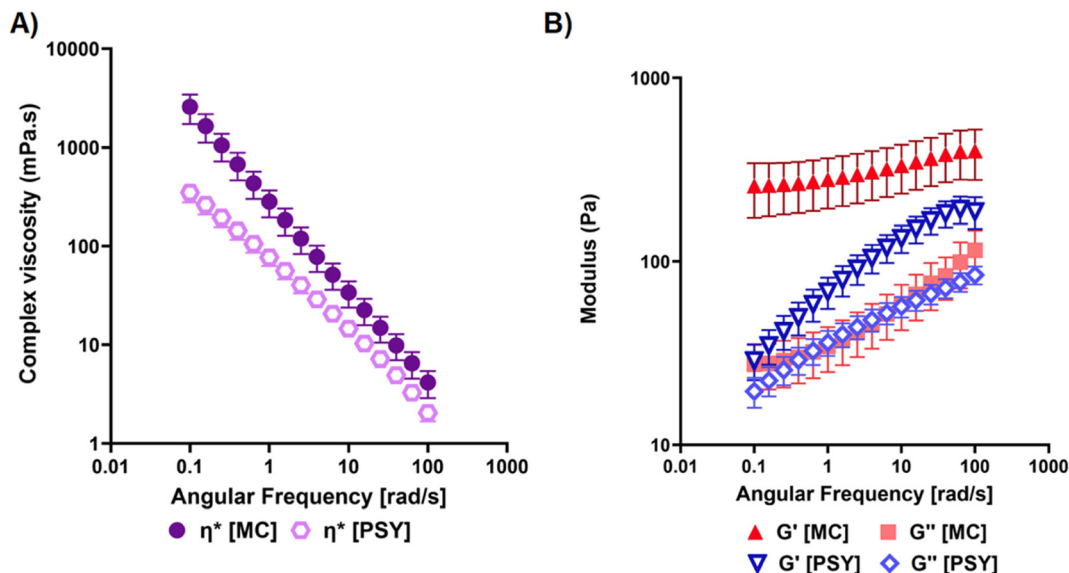 A)
10000
1000
100
10
1
Complex viscosity (mPa.s)
0.01 0.1 1 10 100 1000
Angular Frequency [rad/s]
η* [MC] η* [PSY]
B)
1000
100
10
Modulus (Pa)
0.01 0.1 1 10 100 1000
Angular Frequency [rad/s]
G' [MC] G'' [MC]
G' [PSY] G'' [PSY]